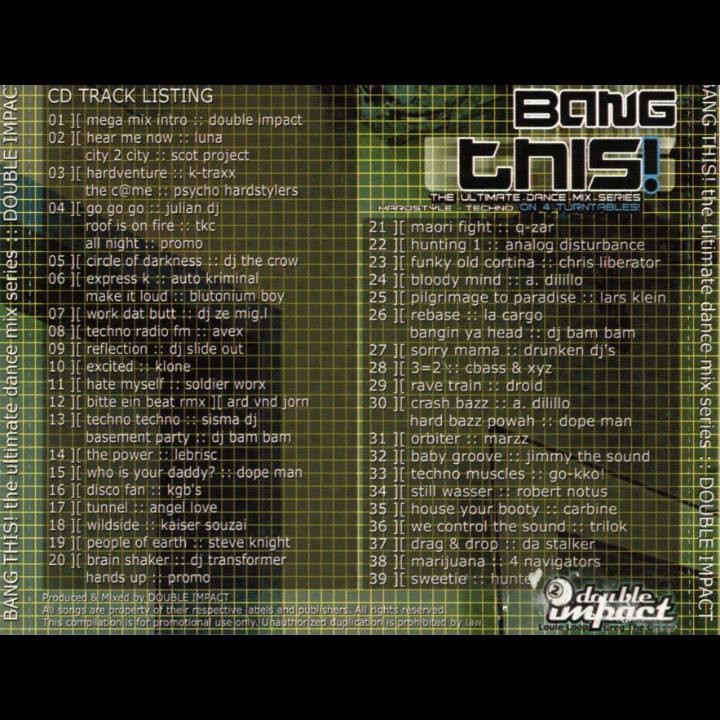 BANG THIS! the ultimate dance mix series :: DOUBLE IMPACT
CD TRACK LISTING
01 ][ mega mix intro :: double impact
02 ][ hear me now :: luna
city 2 city :: scot project
03 ][ hardventure :: k-traxx
the c@me :: psycho hardstylers
04 ][ go go go :: julian dj
roof is on fire :: tkc
all night :: promo
05 ][ circle of darkness :: dj the crow
06 ][ express k :: auto kriminal
make it loud :: blutonium boy
07 ][ work dat butt :: dj ze mig.l
08 ][ techno radio fm :: avex
09 ][ reflection :: dj slide out
10 ][ excited :: klone
11 ][ hate myself :: soldier worx
12 ][ bitte ein beat rmx ][ ard vnd jorn
13 ][ techno techno :: sisma dj
basement party :: dj bam bam
14 ][ the power :: lebrisc
15 ][ who is your daddy? :: dope man
16 ][ disco fan :: kgb's
17 ][ tunnel :: angel love
18 ][ wildside :: kaiser souzai
19 ][ people of earth :: steve knight
20 ][ brain shaker :: dj transformer
hands up :: promo
BANG
THIS!
THE ULTIMATE DANCE MIX SERIES
HARDSTYLE - TECHNO ON 4 TURNTABLES!
21 ][ maori fight :: q-zar
22 ][ hunting 1 :: analog disturbance
23 ][ funky old cortina :: chris liberator
24 ][ bloody mind :: a. dilillo
25 ][ pilgrimage to paradise :: lars klein
26 ][ rebase :: la cargo
bangin ya head :: dj bam bam
27 ][ sorry mama :: drunken dj's
28 ][ 3=2 :: cbass & xyz
29 ][ rave train :: droid
30 ][ crash bazz :: a. dilillo
hard bazz powah :: dope man
31 ][ orbiter :: marzz
32 ][ baby groove :: jimmy the sound
33 ][ techno muscles :: go-kko!
34 ][ still wasser :: robert notus
35 ][ house your booty :: carbine
36 ][ we control the sound :: trilok
37 ][ drag & drop :: da stalker
38 ][ marijuana :: 4 navigators
39 ][ sweetie :: hunte
Produced & Mixed by DOUBLE IMPACT
All songs are property of their respective labels and publishers. All rights reserved.
This compilation is for promotional use only. Unauthorized duplication is prohibited by law.
2 double
impact
Louie Loop Greg The
BANG THIS! the ultimate dance mix series :: DOUBLE IMPACT